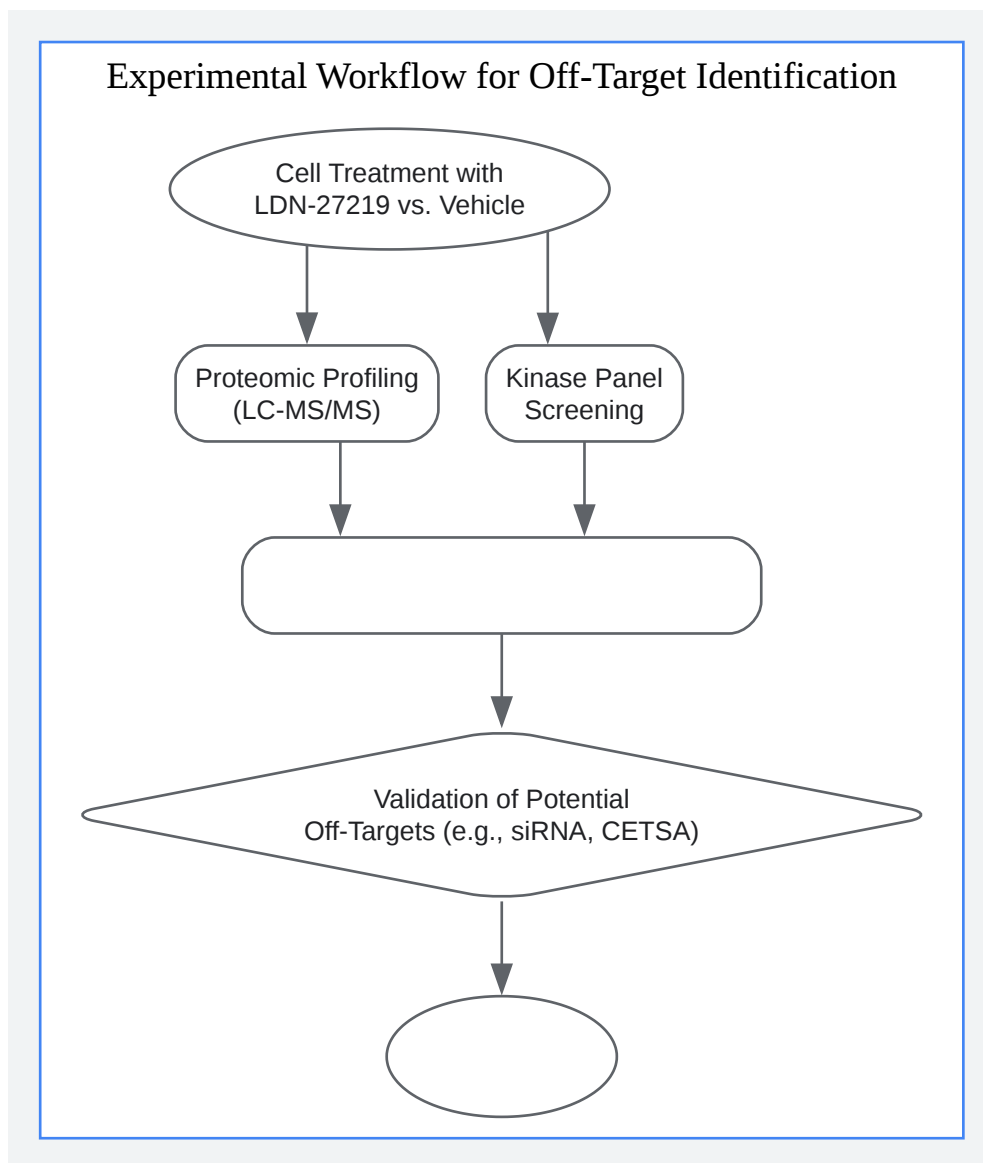 Experimental Workflow for Off-Target Identification
Cell Treatment with
LDN-27219 vs. Vehicle
Proteomic Profiling
(LC-MS/MS)
Kinase Panel
Screening
Validation of Potential
Off-Targets (e.g., siRNA, CETSA)